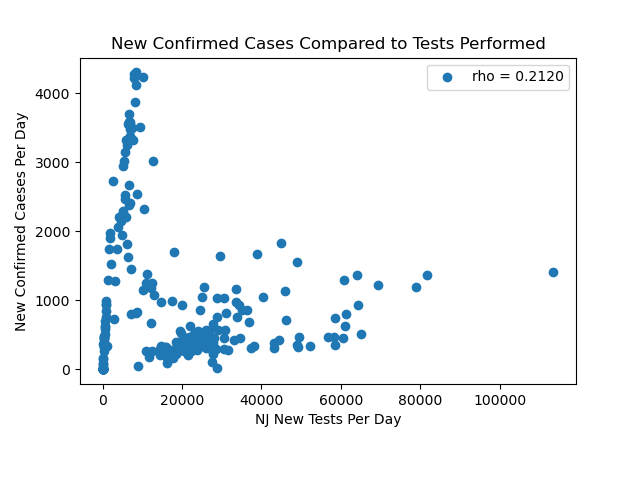 New Confirmed Cases Compared to Tests Performed
rho = 0.2120
New Confirmed Caeses Per Day
4000
3000
2000
1000
0
0 20000 40000 60000 80000 100000
NJ New Tests Per Day